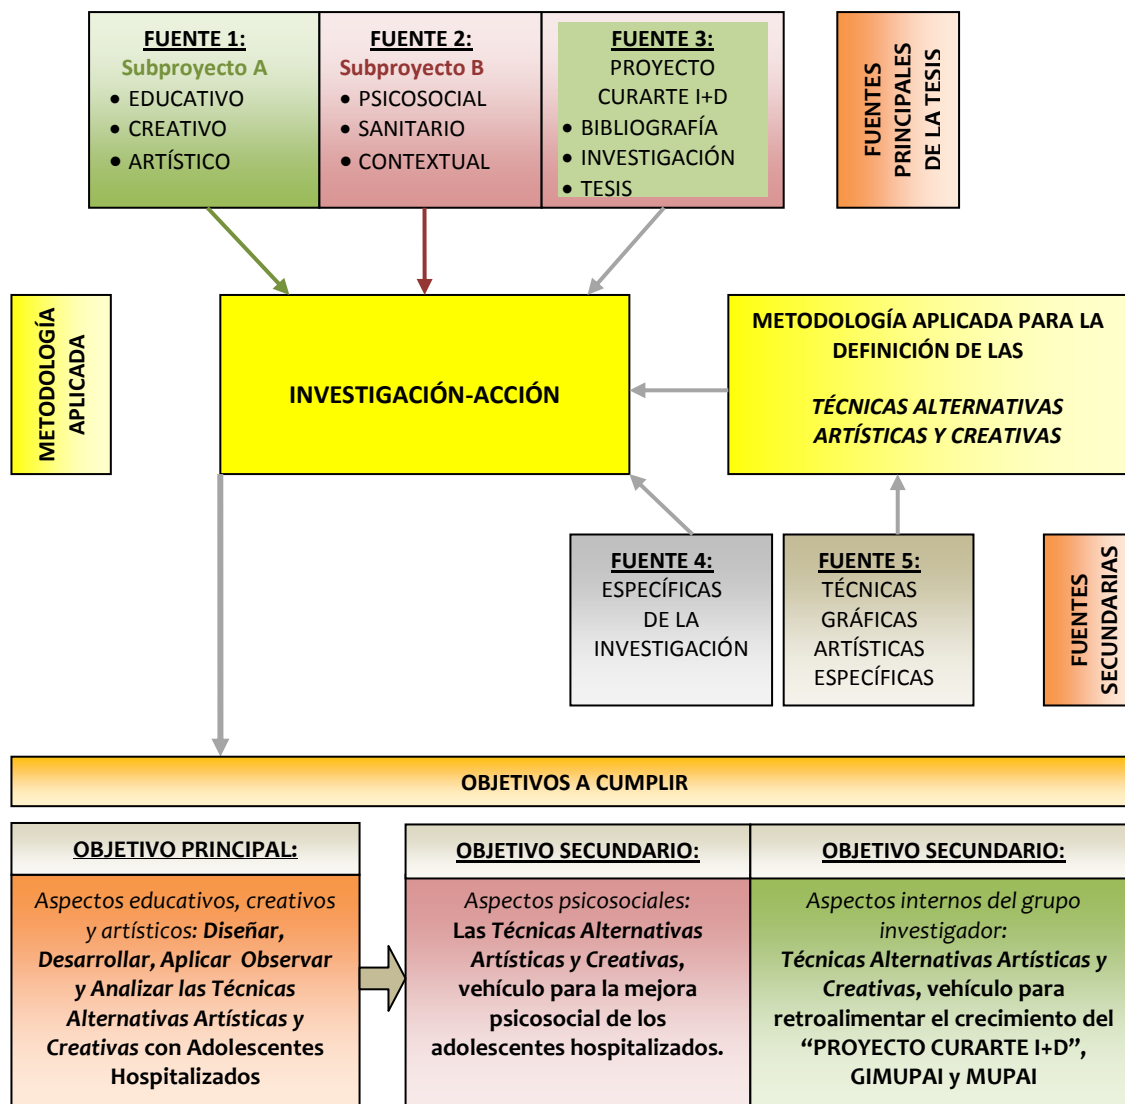 FUENTE 1:
Subproyecto A
• EDUCATIVO
• CREATIVO
• ARTÍSTICO
FUENTE 2:
Subproyecto B
• PSICOSOCIAL
• SANITARIO
• CONTEXTUAL
FUENTE 3:
PROYECTO
CURARTE I+D
• BIBLIOGRAFÍA
• INVESTIGACIÓN
• TESIS
FUENTES
PRINCIPALES
DE LA TESIS
METODOLOGÍA
APLICADA
INVESTIGACIÓN-ACCIÓN
METODOLOGÍA APLICADA PARA LA
DEFINICIÓN DE LAS
TÉCNICAS ALTERNATIVAS
ARTÍSTICAS Y CREATIVAS
FUENTE 4:
ESPECÍFICAS
DE LA
INVESTIGACIÓN
FUENTE 5:
TÉCNICAS
GRÁFICAS
ARTÍSTICAS
ESPECÍFICAS
FUENTES
SECUNDARIAS
OBJETIVOS A CUMPLIR
OBJETIVO PRINCIPAL:
Aspectos educativos, creativos
y artísticos: Diseñar,
Desarrollar, Aplicar Observar
y Analizar las Técnicas
Alternativas Artísticas y
Creativas con Adolescentes
Hospitalizados
OBJETIVO SECUNDARIO:
Aspectos psicosociales:
Las Técnicas Alternativas
Artísticas y Creativas,
vehículo para la mejora
psicosocial de los
adolescentes hospitalizados.
OBJETIVO SECUNDARIO:
Aspectos internos del grupo
investigador:
Técnicas Alternativas Artísticas y
Creativas, vehículo para
retroalimentar el crecimiento del
“PROYECTO CURARTE I+D”,
GIMUPAI y MUPAI